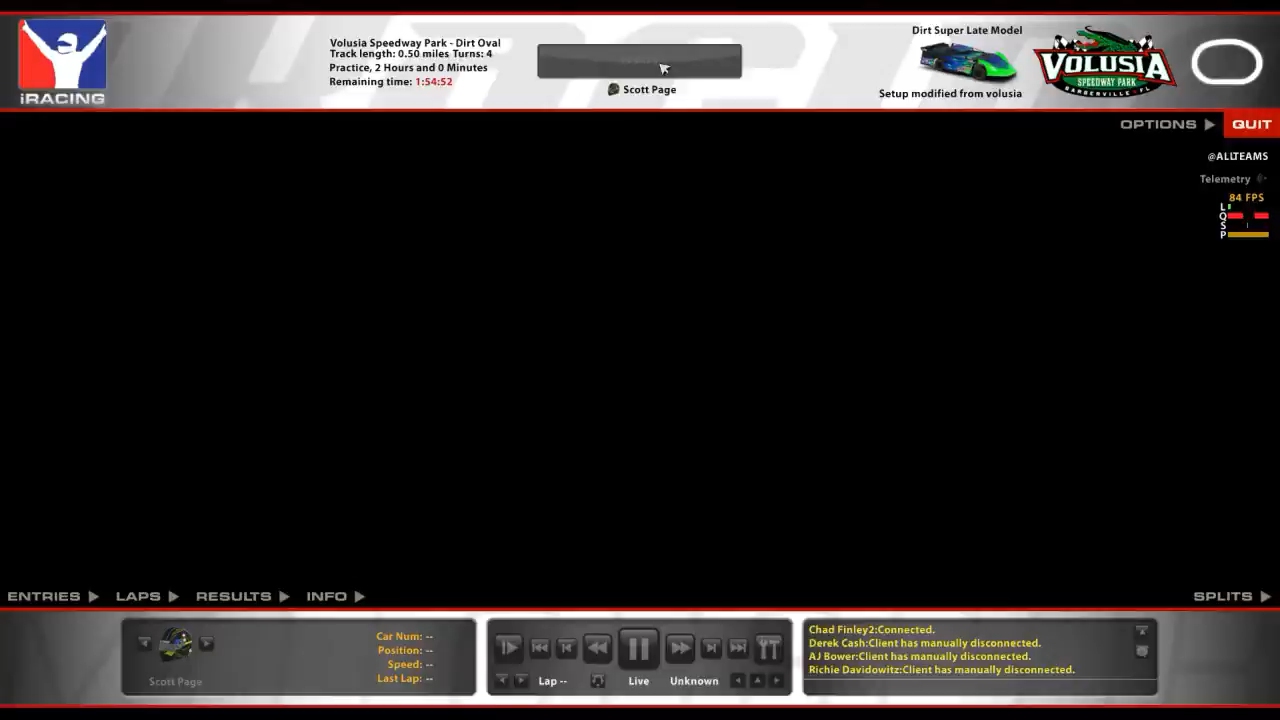 iRACING
Volusia Speedway Park - Dirt Oval
Track length: 0.50 miles Turns: 4
Practice, 2 Hours and 0 Minutes
Remaining time: 1:54:52
Scott Page
Dirt Super Late Model
Setup modified from volusia
VOLUSIA
SPEEDWAY PARK
BARBERVILLE, FL
OPTIONS
QUIT
@ALLTEAMS
Telemetry
84 FPS
L
Q
S
P
ENTRIES
LAPS
RESULTS
INFO
SPLITS
Scott Page
Car Num: --
Position: --
Speed: --
Last Lap: --
Lap --
Live
Unknown
Chad Finley2:Connected.
Derek Cash:Client has manually disconnected.
AJ Bower:Client has manually disconnected.
Richie Davidowitz:Client has manually disconnected.